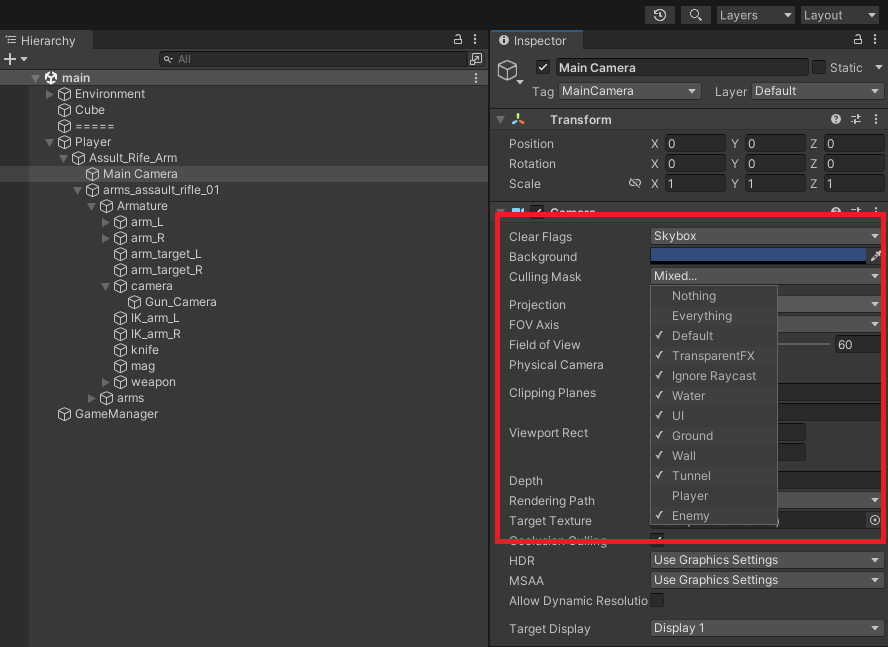 Layers
Layout
Hierarchy
All
main
Environment
Cube
=====
Player
Assult_Rife_Arm
Main Camera
arms_assault_rifle_01
Armature
arm_L
arm_R
arm_target_L
arm_target_R
camera
Gun_Camera
IK_arm_L
IK_arm_R
knife
mag
weapon
arms
GameManager
Inspector
Main Camera
Static
Tag MainCamera Layer Default
Transform
Position X 0 Y 0 Z 0
Rotation X 0 Y 0 Z 0
Scale X 1 Y 1 Z 1
Camera
Clear Flags Skybox
Background
Culling Mask Mixed...
Nothing
Everything
Default
TransparentFX
Ignore Raycast
Water
UI
Ground
Wall
Tunnel
Player
Enemy
Projection
FOV Axis
Field of View 60
Physical Camera
Clipping Planes
Viewport Rect
Depth
Rendering Path
Target Texture
Occlusion Culling
HDR Use Graphics Settings
MSAA Use Graphics Settings
Allow Dynamic Resolutio
Target Display Display 1